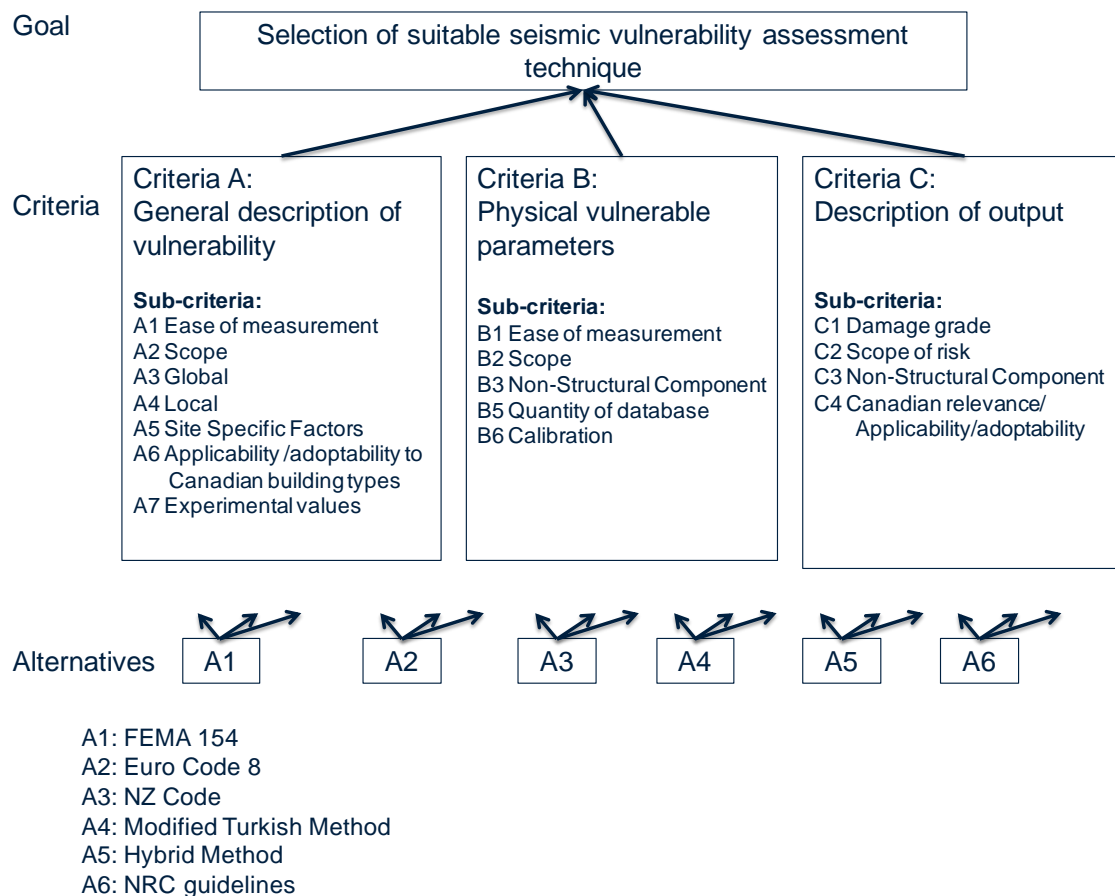 Goal
Selection of suitable seismic vulnerability assessment
technique
Criteria
Criteria A:
General description of
vulnerability
Sub-criteria:
A1 Ease of measurement
A2 Scope
A3 Global
A4 Local
A5 Site Specific Factors
A6 Applicability /adoptability to
Canadian building types
A7 Experimental values
Criteria B:
Physical vulnerable
parameters
Sub-criteria:
B1 Ease of measurement
B2 Scope
B3 Non-Structural Component
B5 Quantity of database
B6 Calibration
Criteria C:
Description of output
Sub-criteria:
C1 Damage grade
C2 Scope of risk
C3 Non-Structural Component
C4 Canadian relevance/
Applicability/adoptability
Alternatives
A1
A2
A3
A4
A5
A6
A1: FEMA 154
A2: Euro Code 8
A3: NZ Code
A4: Modified Turkish Method
A5: Hybrid Method
A6: NRC guidelines